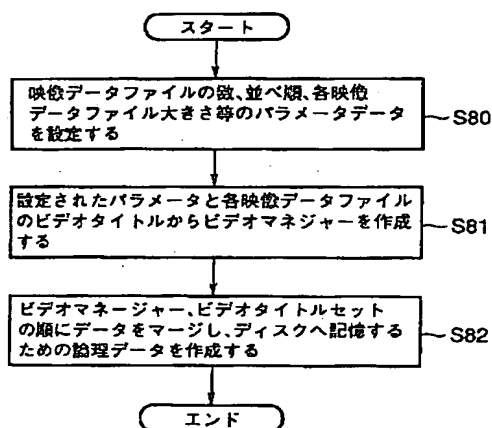 スタート
映像データファイルの数、並べ順、各映像
データファイル大きさ等のパラメータデータ
を設定する
S80
設定されたパラメータと各映像データファイル
のビデオタイトルからビデオマネジャーを作成
する
S81
ビデオマネージャー、ビデオタイトルセット
の順にデータをマージし、ディスクへ記憶する
ための論理データを作成する
S82
エンド